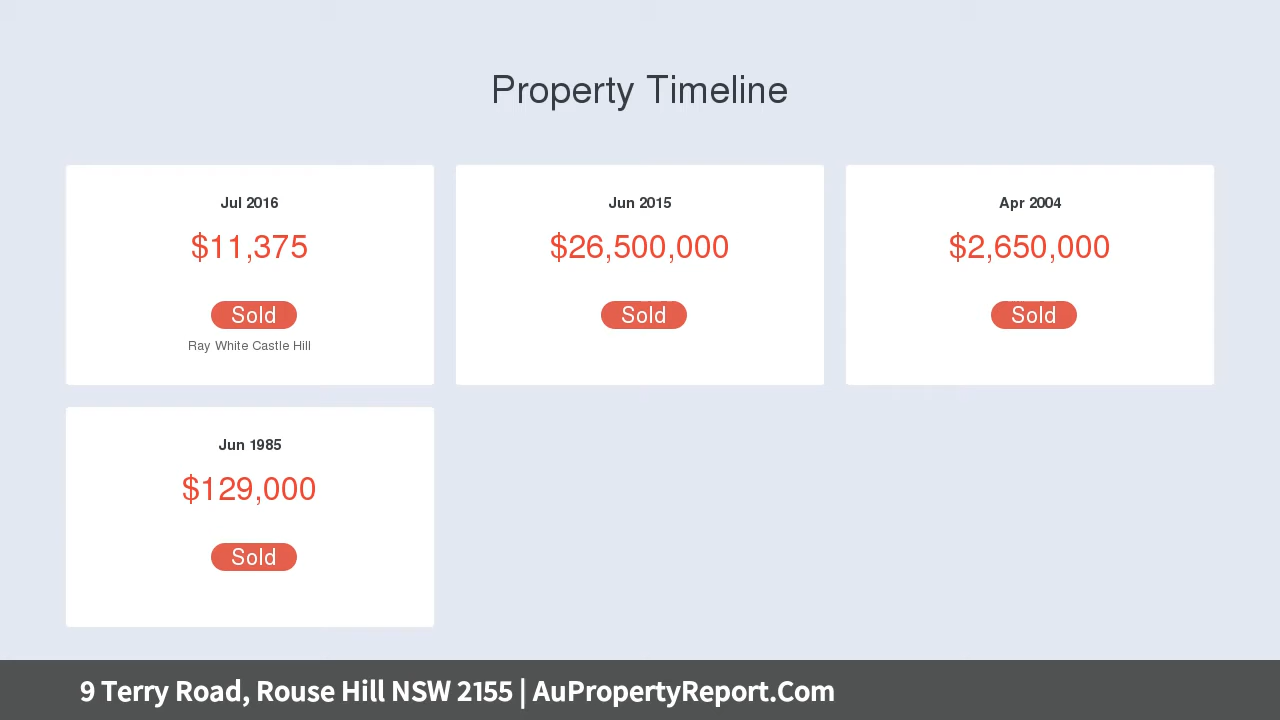 Property Timeline
Jul 2016
$11,375
Sold
Ray White Castle Hill
Jun 2015
$26,500,000
Sold
Apr 2004
$2,650,000
Sold
Jun 1985
$129,000
Sold
9 Terry Road, Rouse Hill NSW 2155 | AuPropertyReport.Com